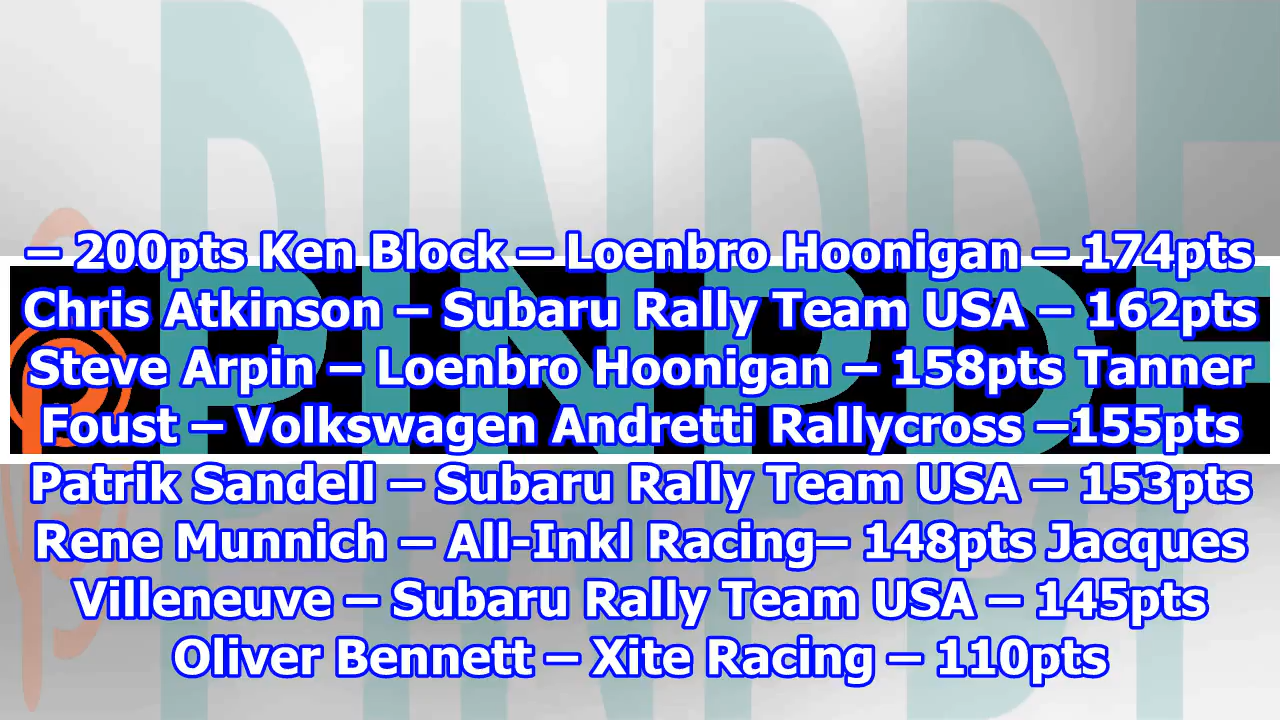 – 200pts Ken Block – Loenbro Hoonigan – 174pts
Chris Atkinson – Subaru Rally Team USA – 162pts
Steve Arpin – Loenbro Hoonigan – 158pts Tanner
Foust – Volkswagen Andretti Rallycross –155pts
Patrik Sandell – Subaru Rally Team USA – 153pts
Rene Munnich – All-Inkl Racing– 148pts Jacques
Villeneuve – Subaru Rally Team USA – 145pts
Oliver Bennett – Xite Racing – 110pts
PINPDF